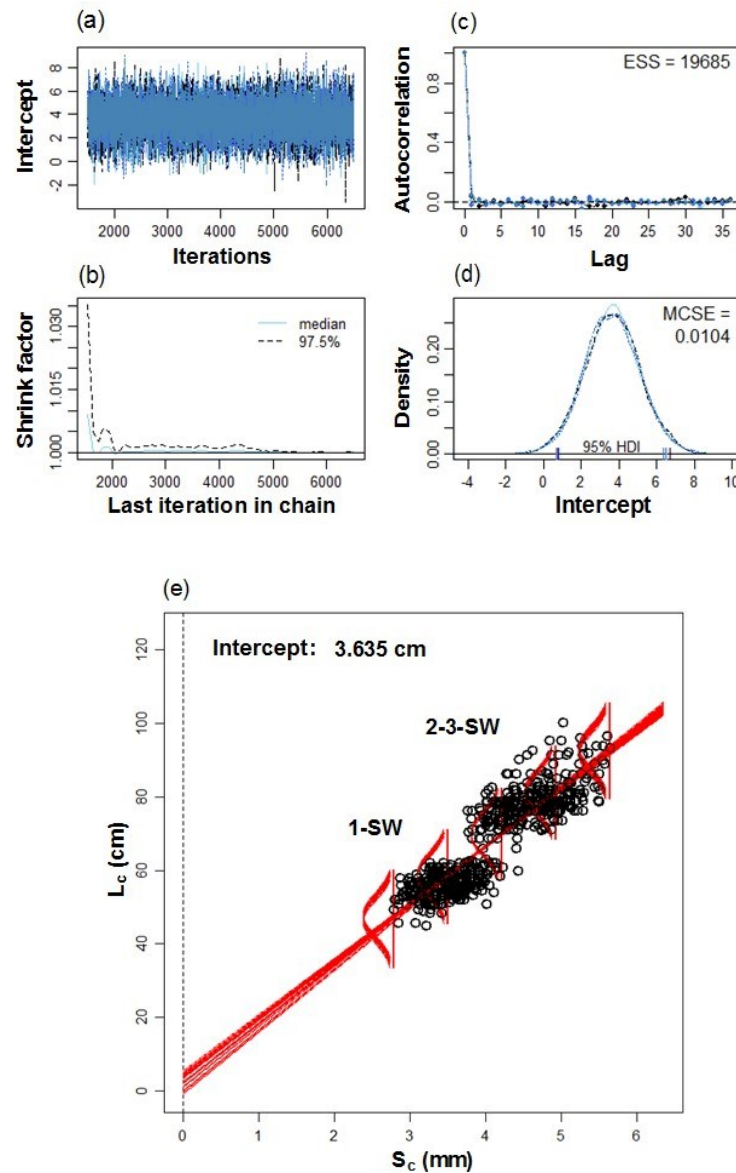 (a)
Intercept
8
6
4
2
0
-2
2000 3000 4000 5000 6000
Iterations
(c)
Autocorrelation
0.8
0.4
0.0
ESS = 19685
0 5 10 15 20 25 30 35
Lag
(b)
Shrink factor
1.030
1.015
1.000
median
97.5%
2000 3000 4000 5000 6000
Last iteration in chain
(d)
Density
0.20
0.10
0.00
MCSE =
0.0104
95% HDI
-4 -2 0 2 4 6 8 10
Intercept
(e)
Intercept: 3.635 cm
2-3-SW
1-SW
Lc (cm)
120
100
80
60
40
20
0
0 1 2 3 4 5 6
Sc (mm)